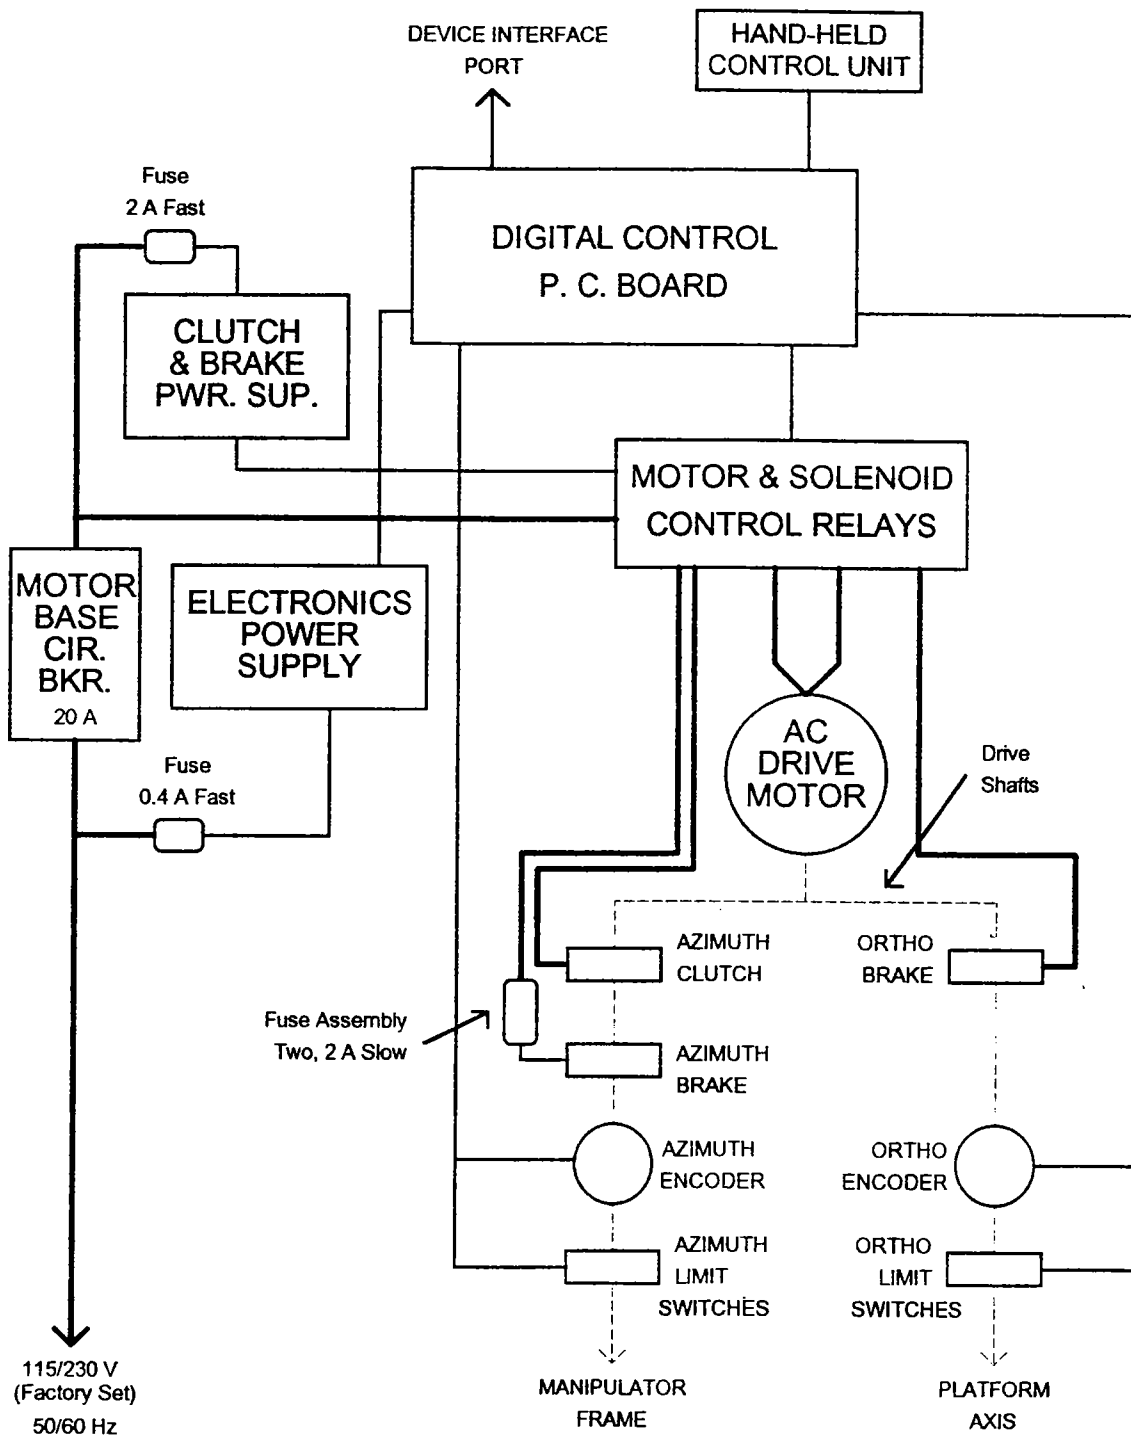 DEVICE INTERFACE
PORT
HAND-HELD
CONTROL UNIT
Fuse
2 A Fast
DIGITAL CONTROL
P. C. BOARD
CLUTCH
& BRAKE
PWR. SUP.
MOTOR & SOLENOID
CONTROL RELAYS
MOTOR
BASE
CIR.
BKR.
20 A
ELECTRONICS
POWER
SUPPLY
Fuse
0.4 A Fast
AC
DRIVE
MOTOR
Drive
Shafts
AZIMUTH
CLUTCH
ORTHO
BRAKE
Fuse Assembly
Two, 2 A Slow
AZIMUTH
BRAKE
AZIMUTH
ENCODER
ORTHO
ENCODER
AZIMUTH
LIMIT
SWITCHES
ORTHO
LIMIT
SWITCHES
115/230 V
(Factory Set)
50/60 Hz
MANIPULATOR
FRAME
PLATFORM
AXIS